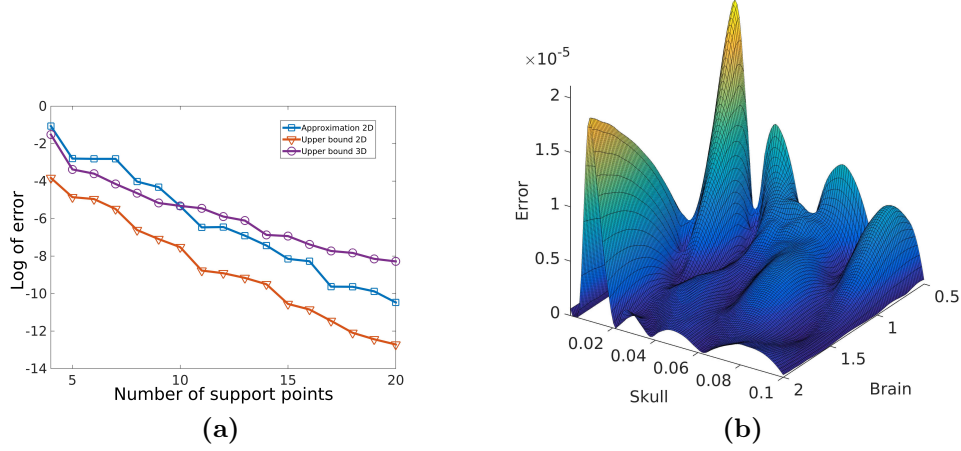 0
-2
-4
-6
-8
-10
-12
-14
5
10
15
20
Log of error
Number of support points
Approximation 2D
Upper bound 2D
Upper bound 3D
(a)
×10⁻⁵
2
1.5
1
0.5
0
Error
0.02
0.04
0.06
0.08
0.1
Skull
2
1.5
1
0.5
Brain
(b)